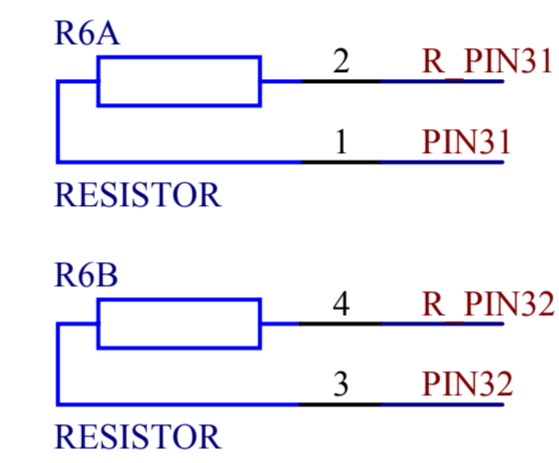 R6A
2 R_PIN31
1 PIN31
RESISTOR
R6B
4 R_PIN32
3 PIN32
RESISTOR